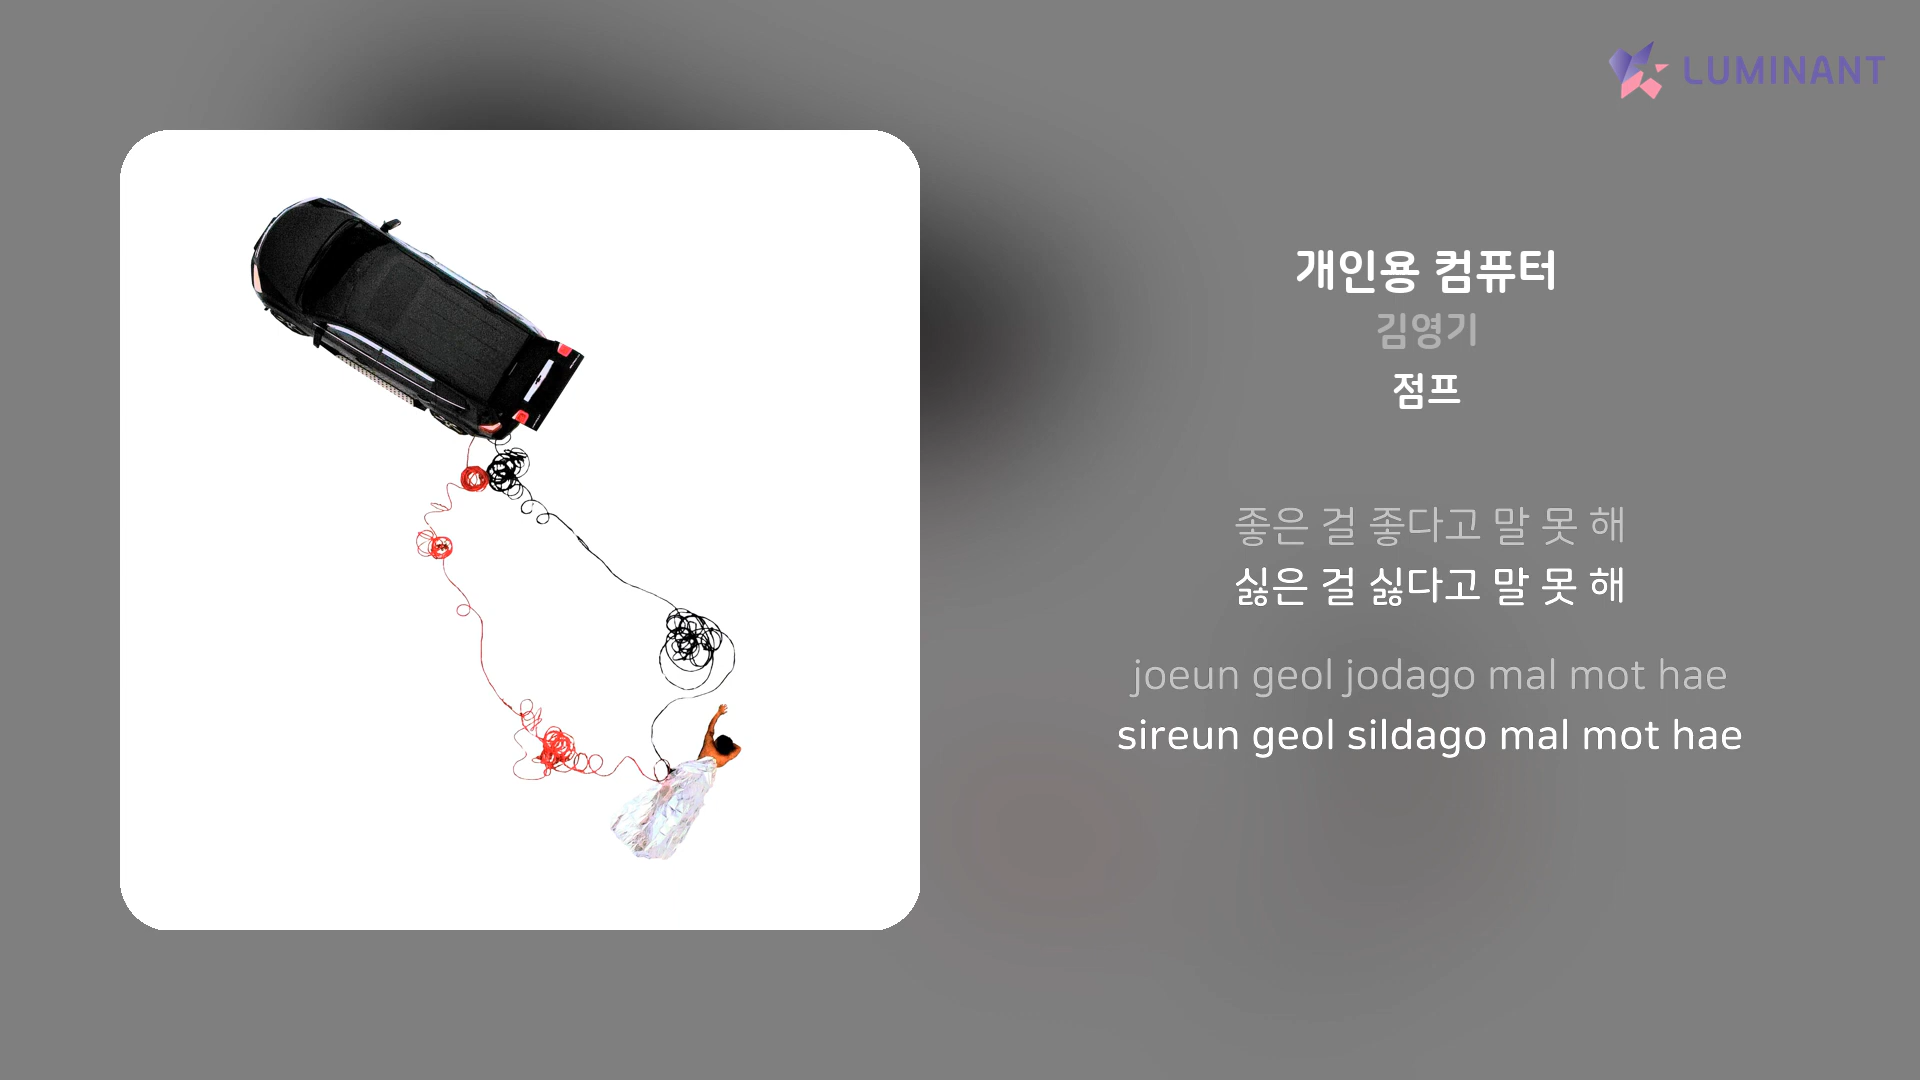 LUMINANT
개인용 컴퓨터
김영기
점프
좋은 걸 좋다고 말 못 해
싫은 걸 싫다고 말 못 해
joeun geol jodago mal mot hae
sireun geol sildago mal mot hae